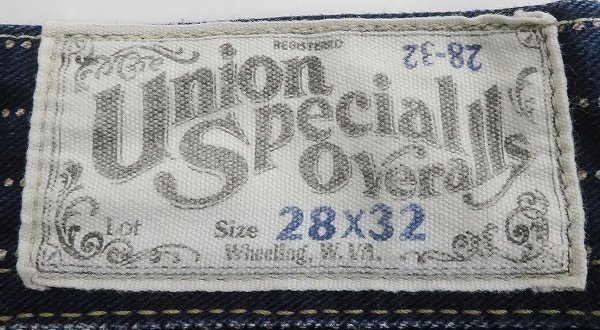 REGISTERED
28-32
Union
Special
Overalls
Lot Size 28X32
Wheeling, W. VA.